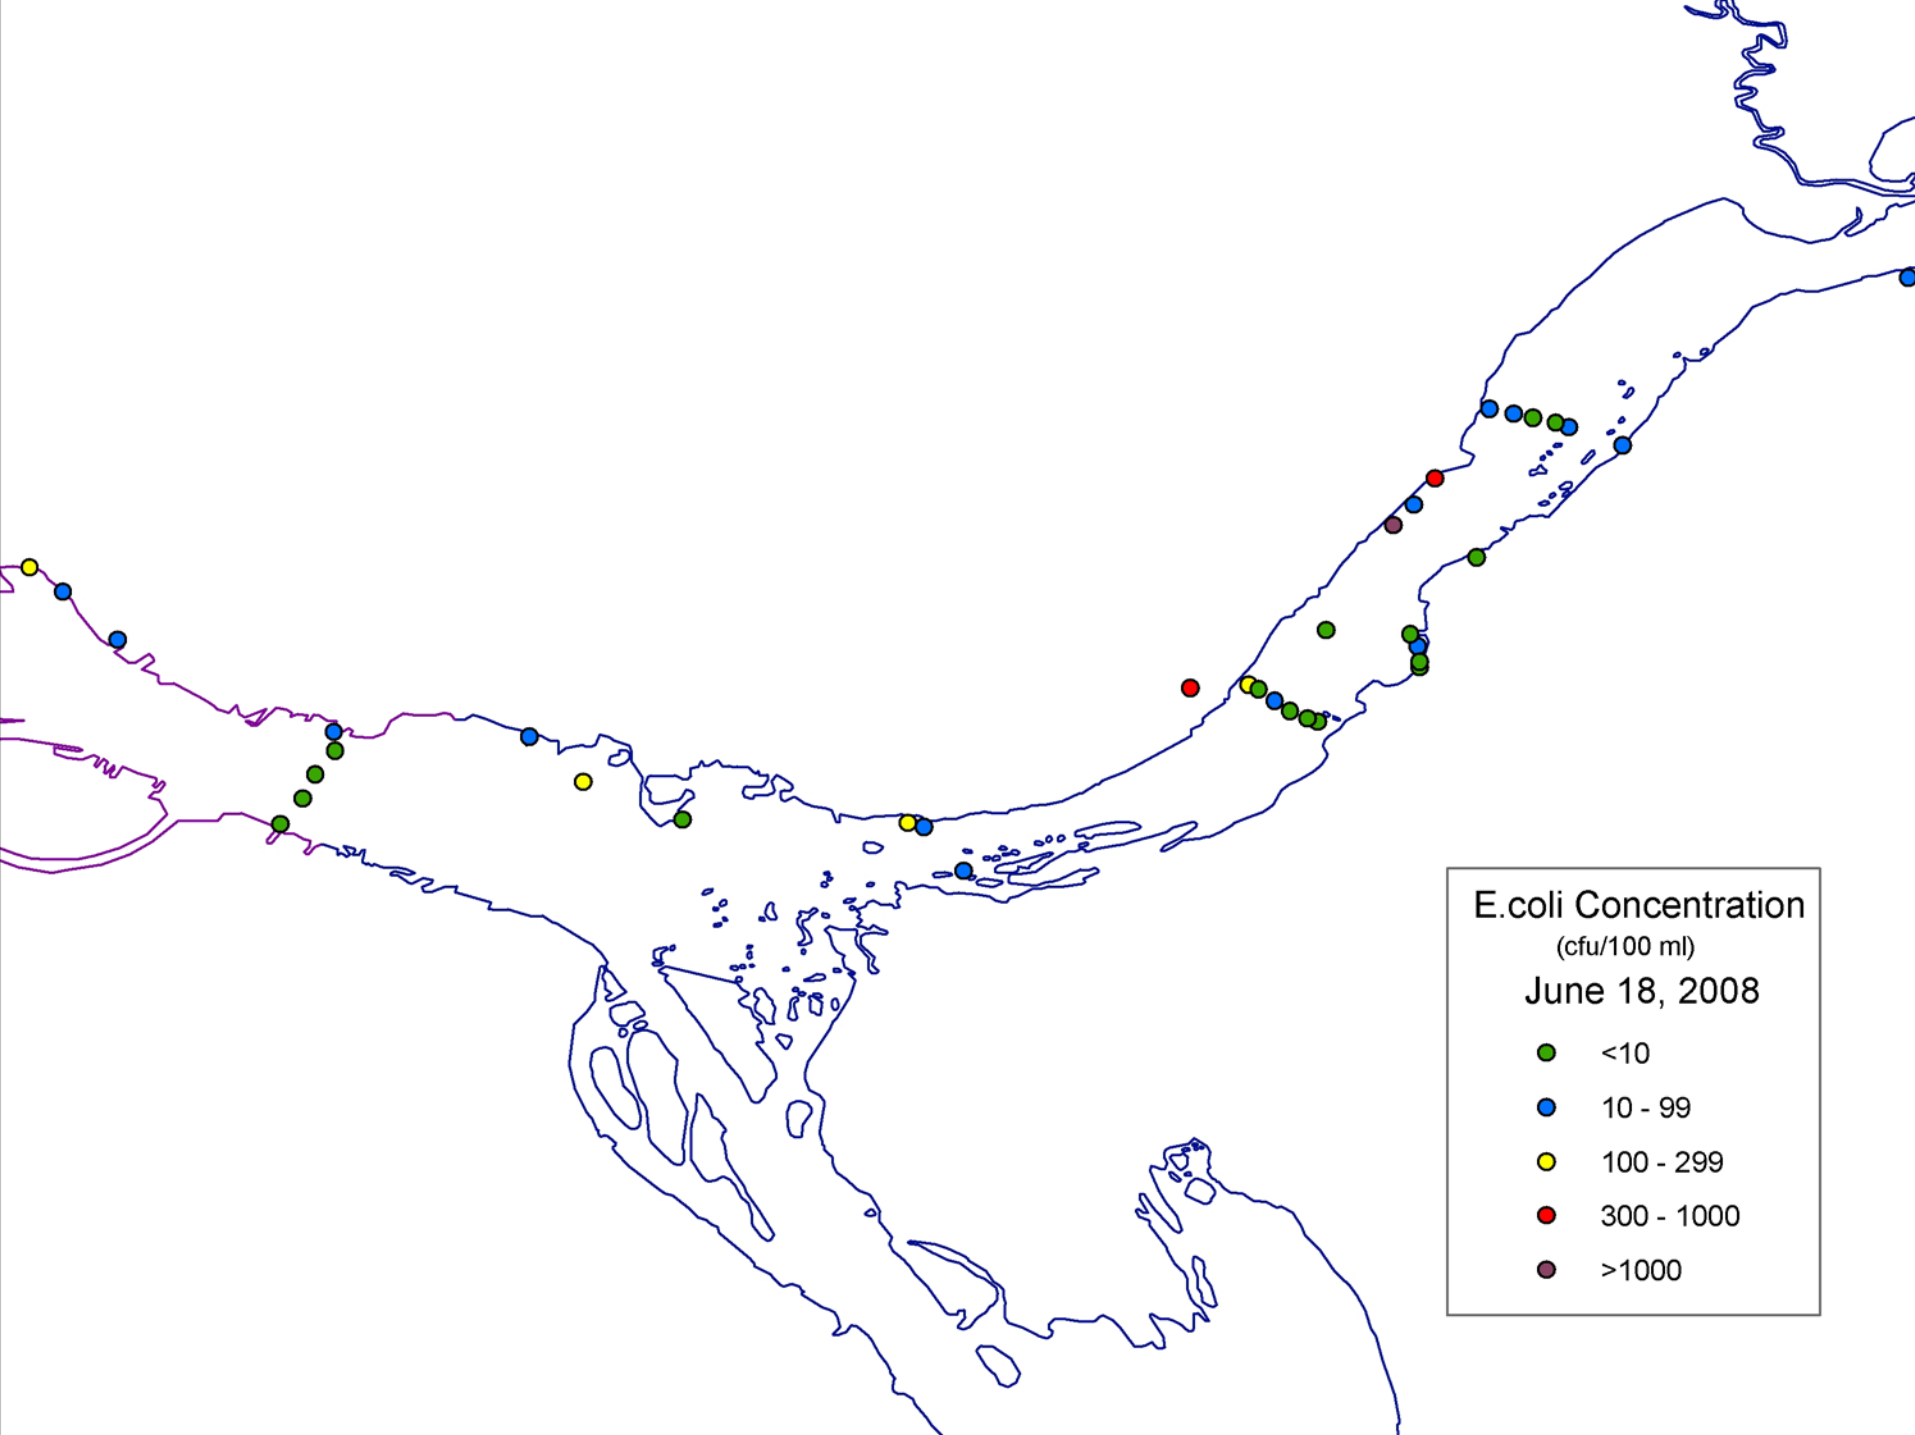 E.coli Concentration
(cfu/100 ml)
June 18, 2008
<10
10 - 99
100 - 299
300 - 1000
>1000